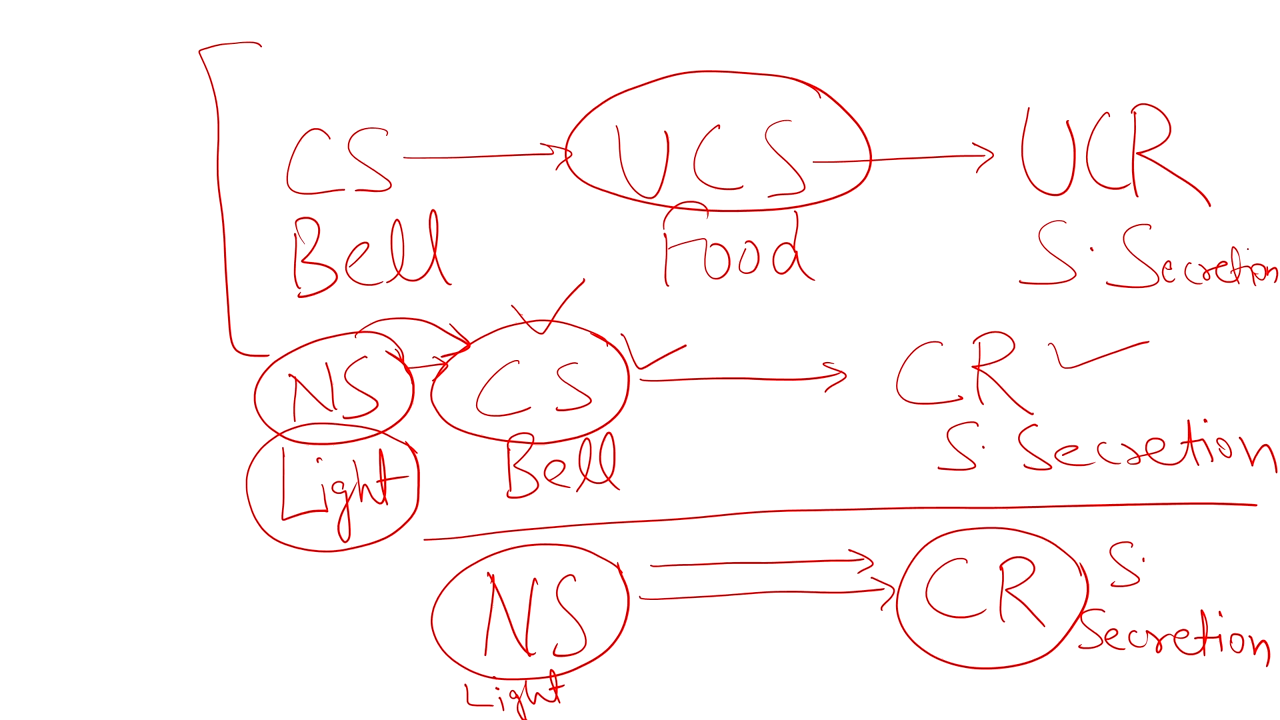 CS UCS UCR
Bell Food S. Secretion
NS CS CR
Light Bell S. Secretion
NS CR S. Secretion
Light